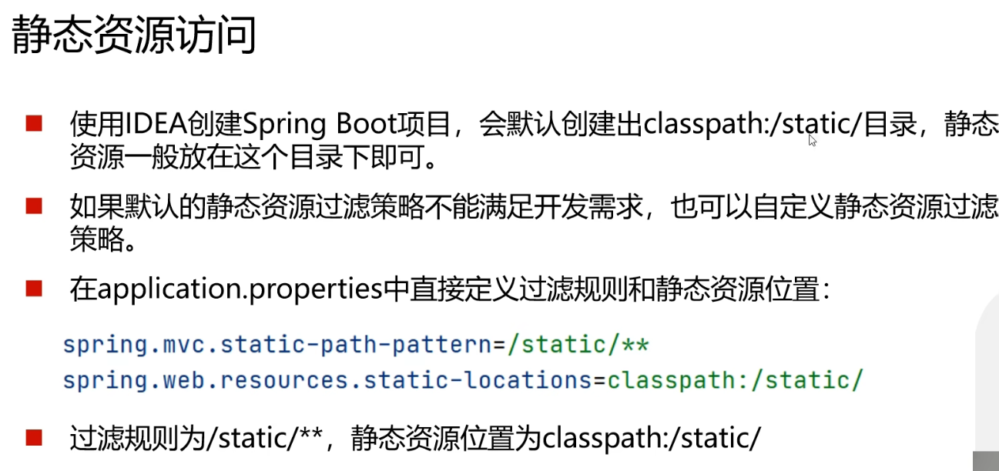 静态资源访问
使用IDEA创建Spring Boot项目，会默认创建出classpath:/static/目录，静态
资源一般放在这个目录下即可。
如果默认的静态资源过滤策略不能满足开发需求，也可以自定义静态资源过滤
策略。
在application.properties中直接定义过滤规则和静态资源位置：
spring.mvc.static-path-pattern=/static/**
spring.web.resources.static-locations=classpath:/static/
过滤规则为/static/**，静态资源位置为classpath:/static/